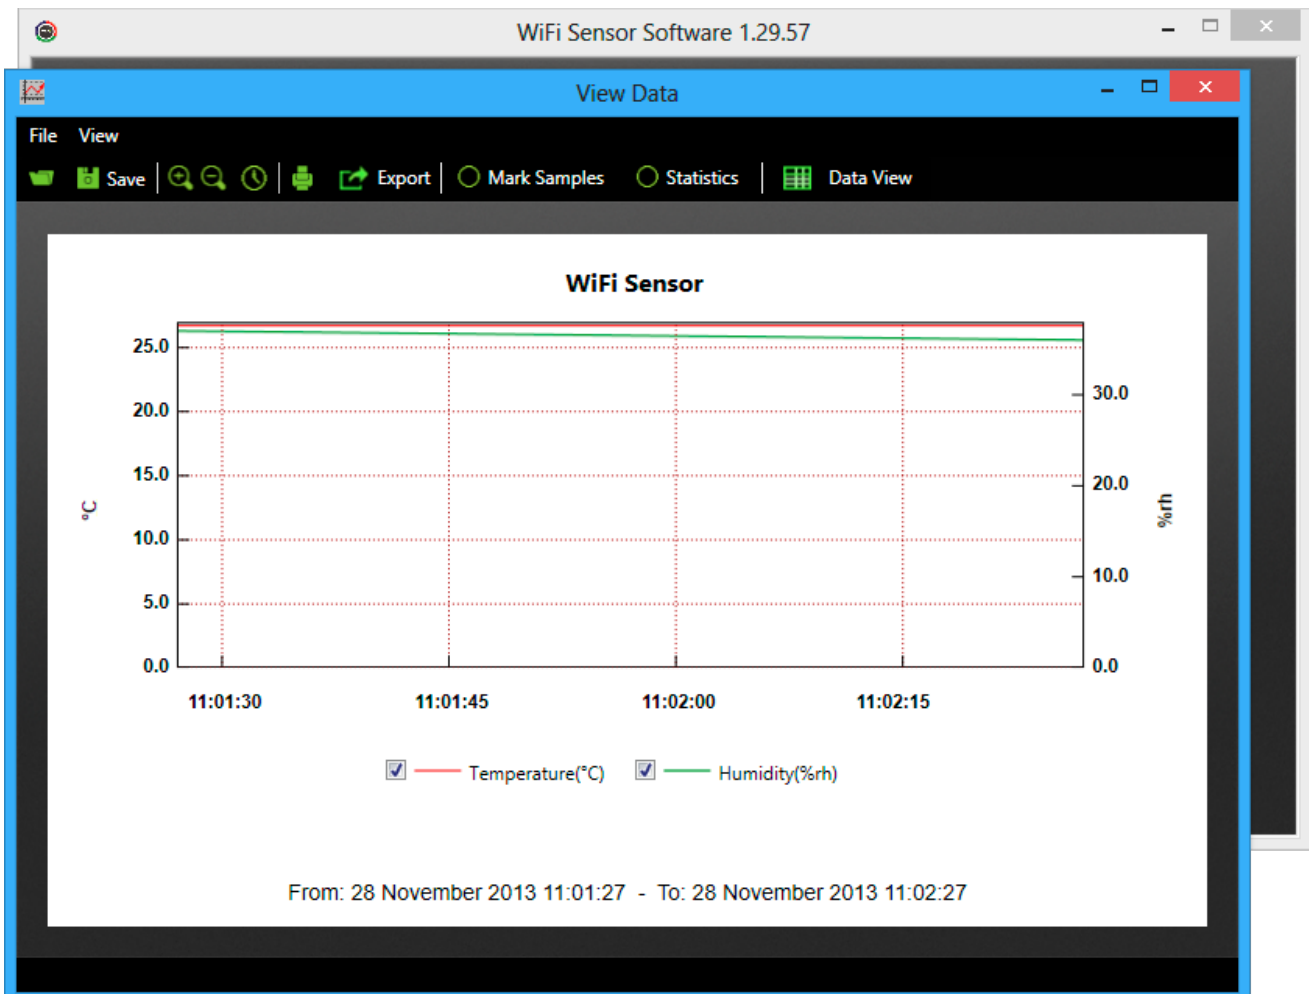 WiFi Sensor Software 1.29.57
View Data
File View
Save Export Mark Samples Statistics Data View
WiFi Sensor
25.0
20.0
15.0
10.0
5.0
0.0
°C
30.0
20.0
10.0
0.0
%rh
11:01:30 11:01:45 11:02:00 11:02:15
Temperature(°C) Humidity(%rh)
From: 28 November 2013 11:01:27 - To: 28 November 2013 11:02:27